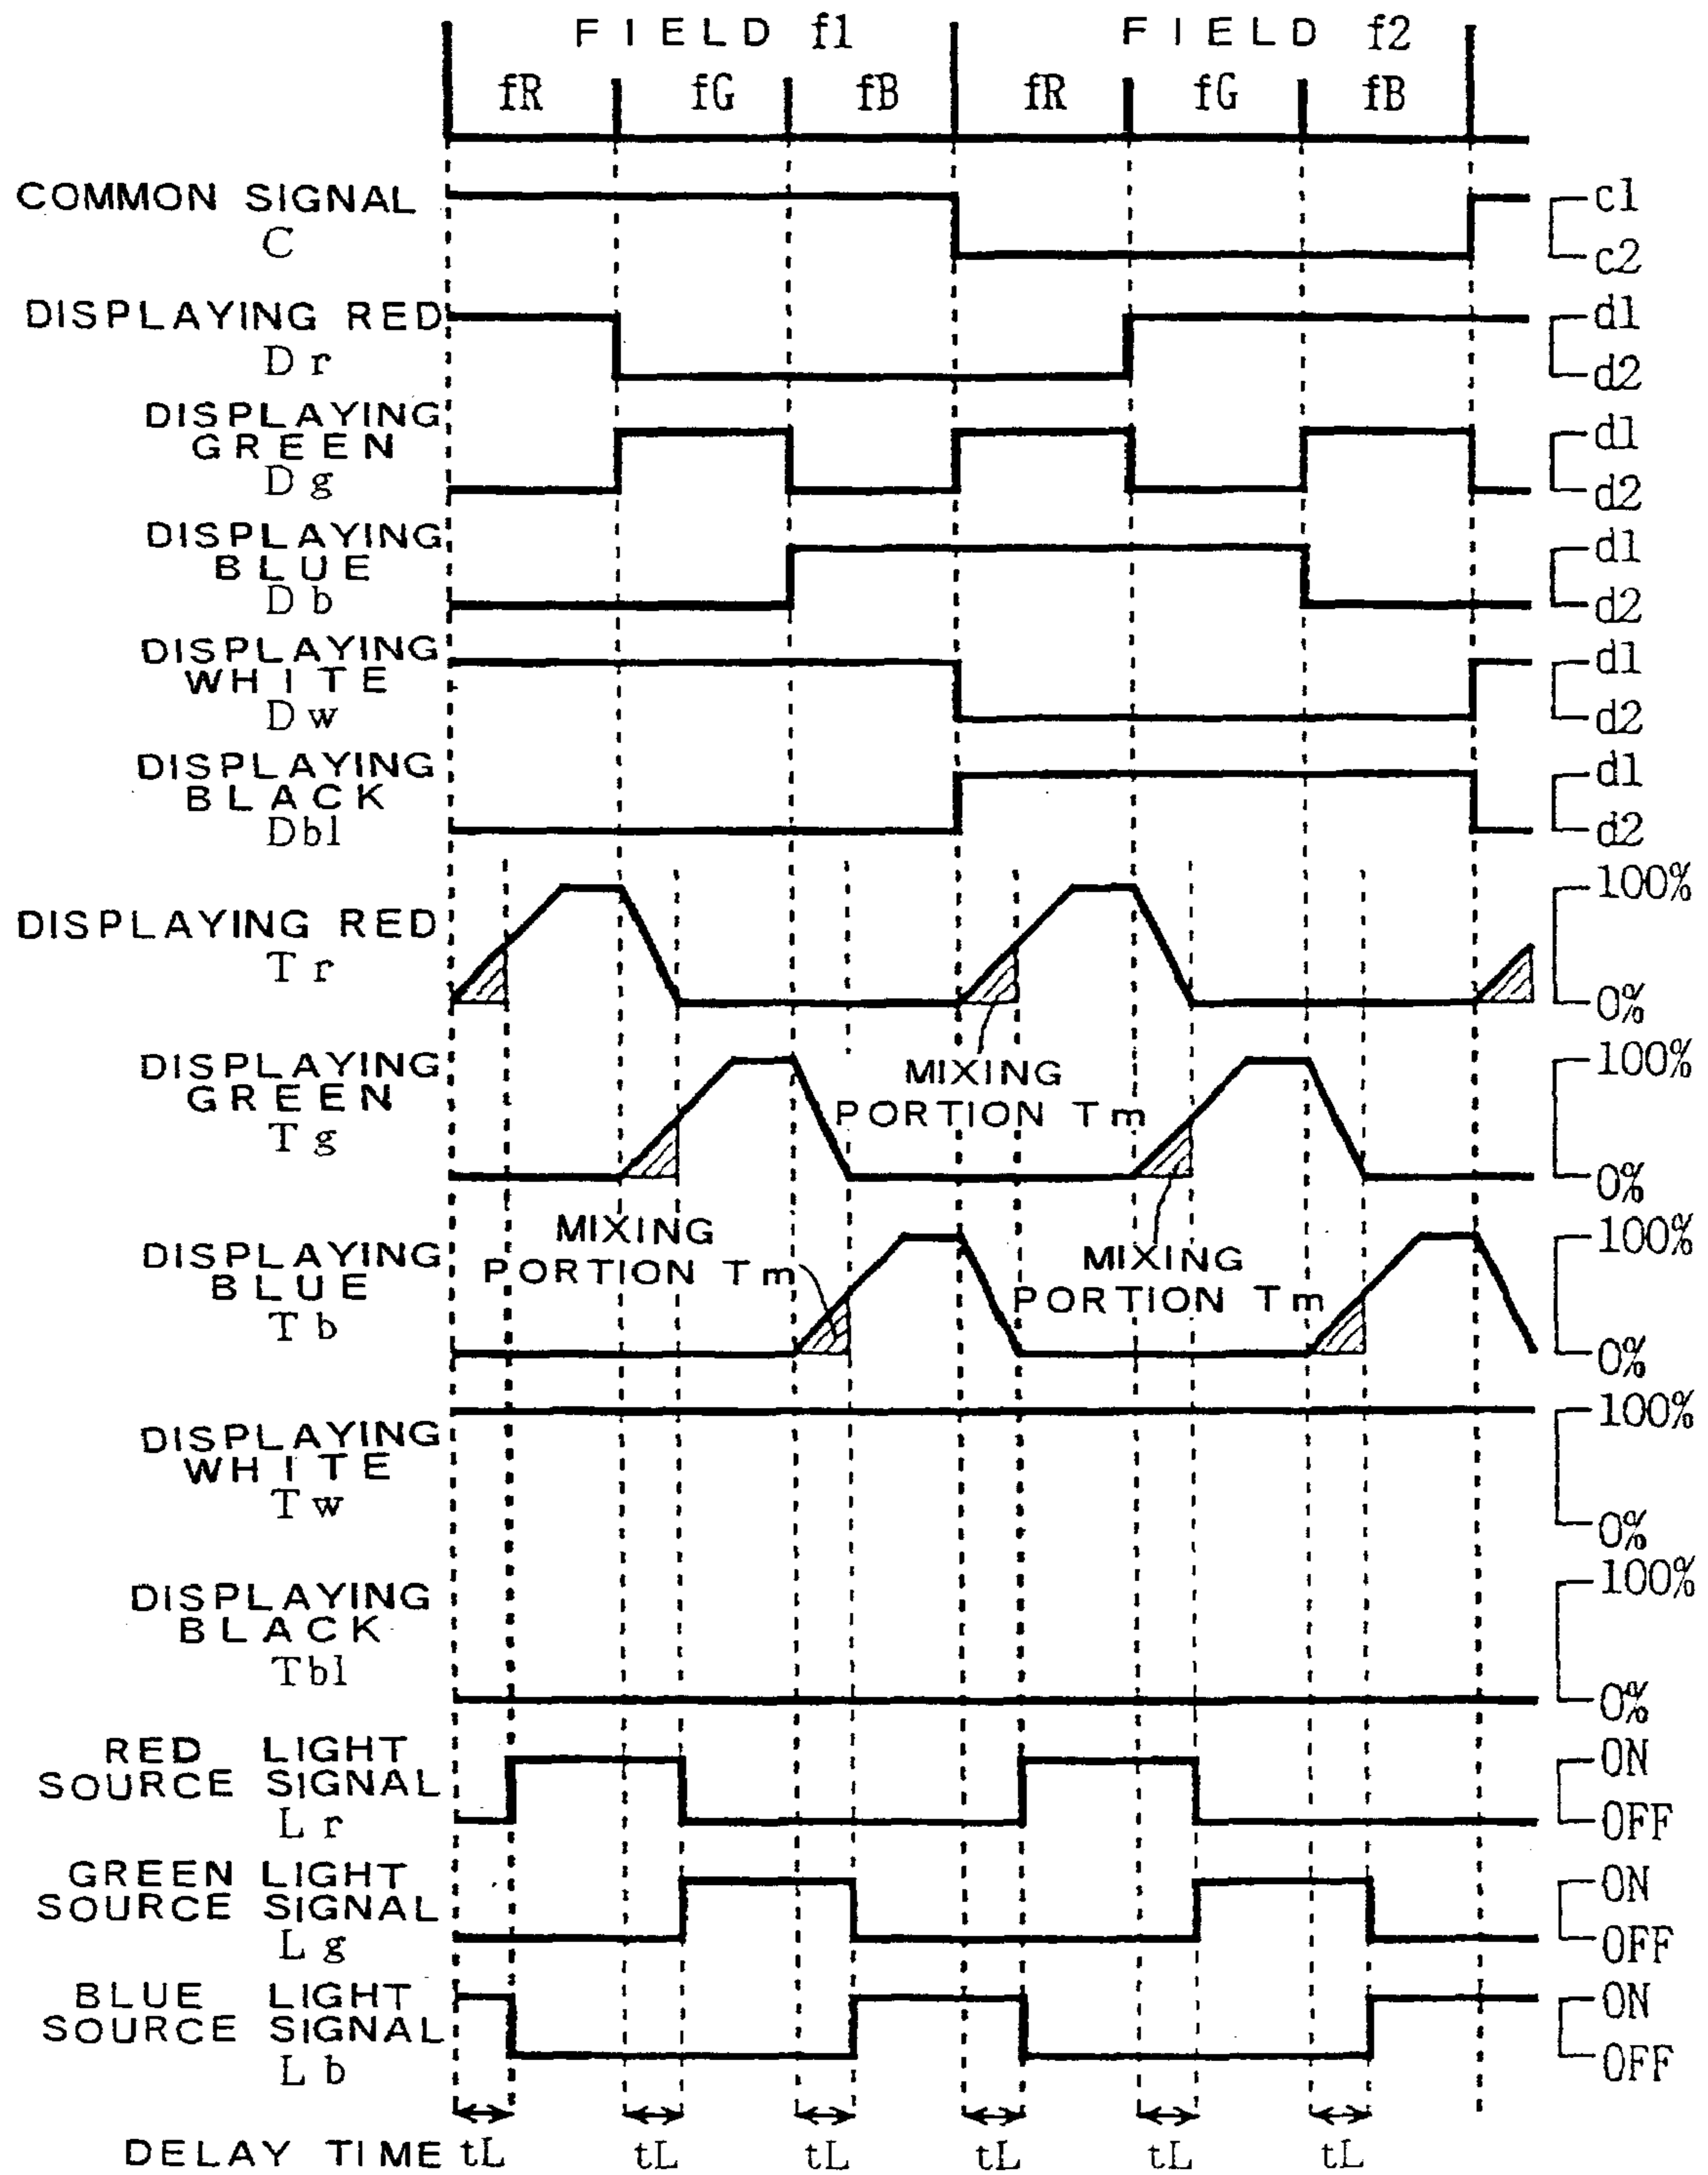 FIELD f1
FIELD f2
fR fG fB fR fG fB
COMMON SIGNAL
C
c1
c2
DISPLAYING RED
Dr
d1
d2
DISPLAYING
GREEN
Dg
d1
d2
DISPLAYING
BLUE
Db
d1
d2
DISPLAYING
WHITE
Dw
d1
d2
DISPLAYING
BLACK
Dbl
d1
d2
DISPLAYING RED
Tr
100%
0%
MIXING
PORTION Tm
DISPLAYING
GREEN
Tg
100%
0%
MIXING
PORTION Tm
MIXING
PORTION Tm
DISPLAYING
BLUE
Tb
100%
0%
DISPLAYING
WHITE
Tw
100%
0%
DISPLAYING
BLACK
Tbl
100%
0%
RED LIGHT
SOURCE SIGNAL
Lr
ON
OFF
GREEN LIGHT
SOURCE SIGNAL
Lg
ON
OFF
BLUE LIGHT
SOURCE SIGNAL
Lb
ON
OFF
DELAY TIME tL tL tL tL tL tL